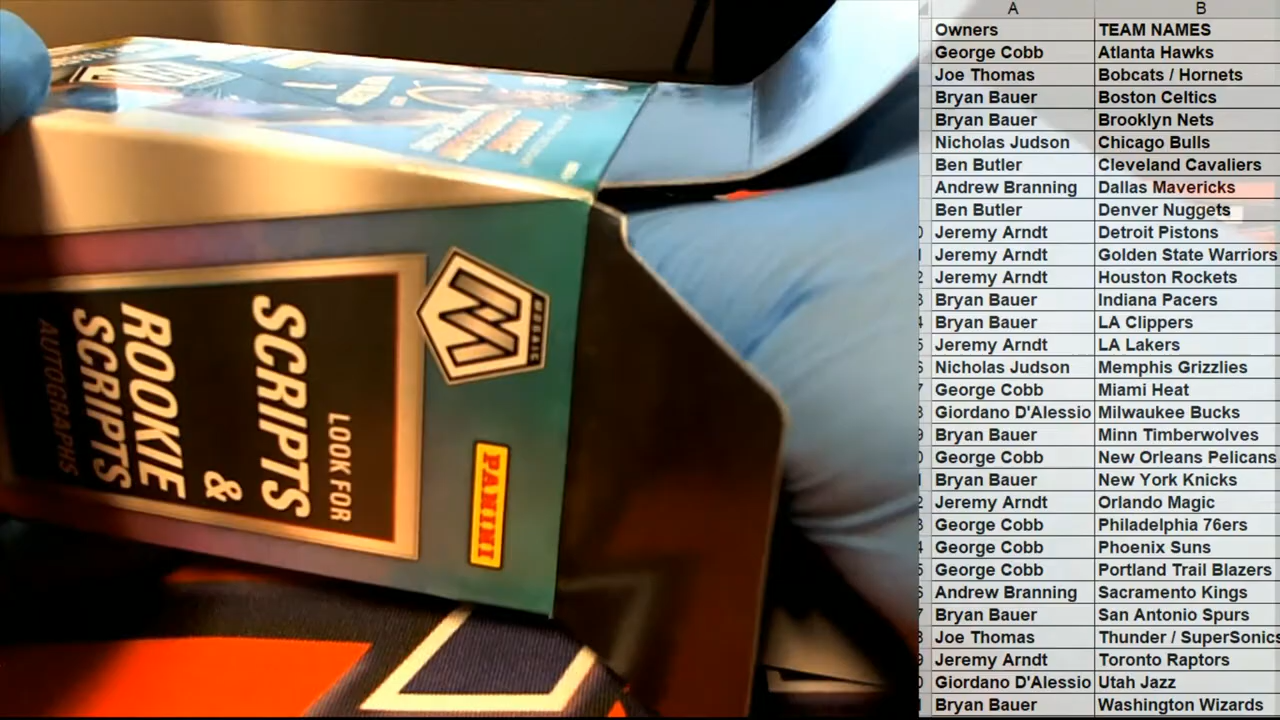 LOOK FOR
SCRIPTS
&
ROOKIE
SCRIPTS
AUTOGRAPHS
MOSAIC
PANINI
A B
Owners TEAM NAMES
George Cobb Atlanta Hawks
Joe Thomas Bobcats / Hornets
Bryan Bauer Boston Celtics
Bryan Bauer Brooklyn Nets
Nicholas Judson Chicago Bulls
Ben Butler Cleveland Cavaliers
Andrew Branning Dallas Mavericks
Ben Butler Denver Nuggets
Jeremy Arndt Detroit Pistons
Jeremy Arndt Golden State Warriors
Jeremy Arndt Houston Rockets
Bryan Bauer Indiana Pacers
Bryan Bauer LA Clippers
Jeremy Arndt LA Lakers
Nicholas Judson Memphis Grizzlies
George Cobb Miami Heat
Giordano D'Alessio Milwaukee Bucks
Bryan Bauer Minn Timberwolves
George Cobb New Orleans Pelicans
Bryan Bauer New York Knicks
Jeremy Arndt Orlando Magic
George Cobb Philadelphia 76ers
George Cobb Phoenix Suns
George Cobb Portland Trail Blazers
Andrew Branning Sacramento Kings
Bryan Bauer San Antonio Spurs
Joe Thomas Thunder / SuperSonics
Jeremy Arndt Toronto Raptors
Giordano D'Alessio Utah Jazz
Bryan Bauer Washington Wizards